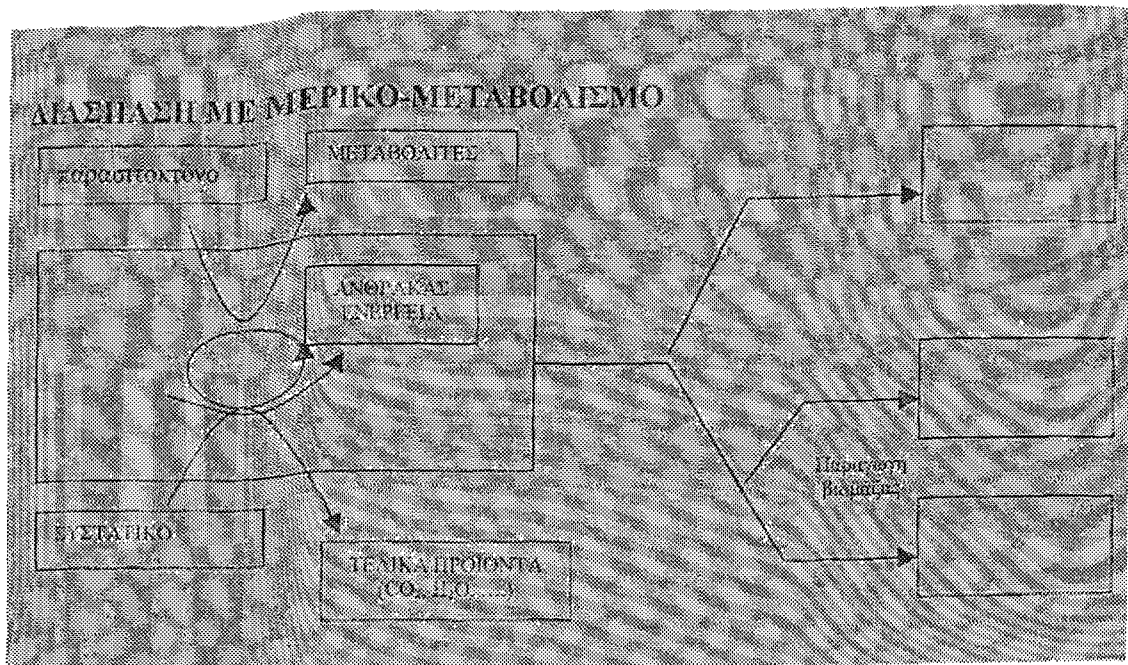 ΔΙΑΣΠΑΣΗ ΜΕ ΜΕΡΙΚΟ-ΜΕΤΑΒΟΛΙΣΜΟ
παρασιτοκτόνο
ΜΕΤΑΒΟΛΙΤΕΣ
ΑΝΘΡΑΚΑΣ
ΕΝΕΡΓΕΙΑ
Παραγωγή
βιομάζας
ΣΥΣΤΑΤΙΚΟ
ΤΕΛΙΚΑ ΠΡΟΪΟΝΤΑ